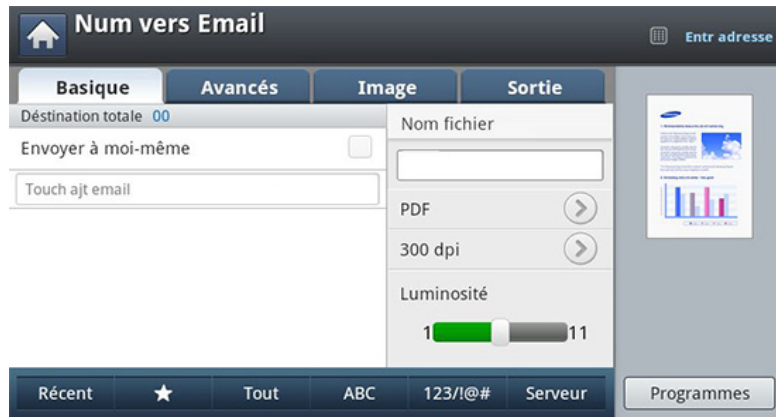 Num vers Email
Entr adresse
Basique
Avancés
Image
Sortie
Déstination totale 00
Envoyer à moi-même
Touch ajt email
Nom fichier
PDF
300 dpi
Luminosité
1 11
Récent
Tout
ABC
123/!@#
Serveur
Programmes